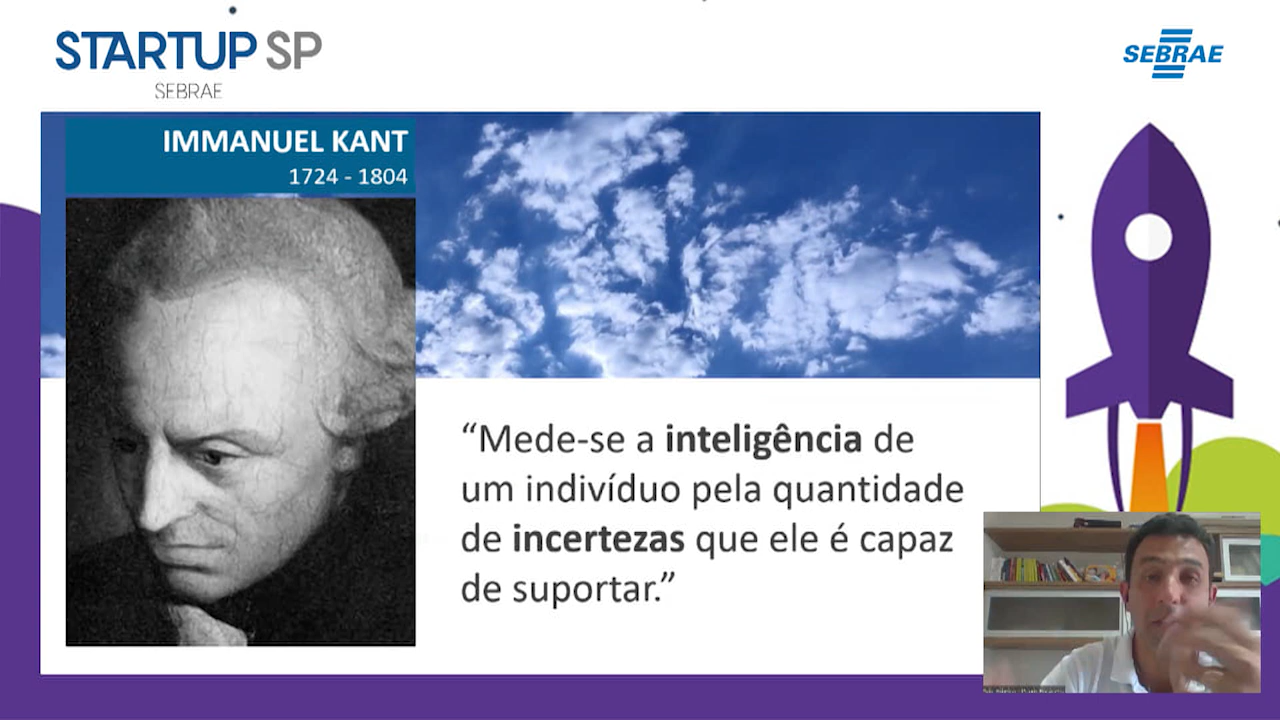 STARTUP SP
SEBRAE
SEBRAE
IMMANUEL KANT
1724 - 1804
“Mede-se a inteligência de
um indivíduo pela quantidade
de incertezas que ele é capaz
de suportar.”